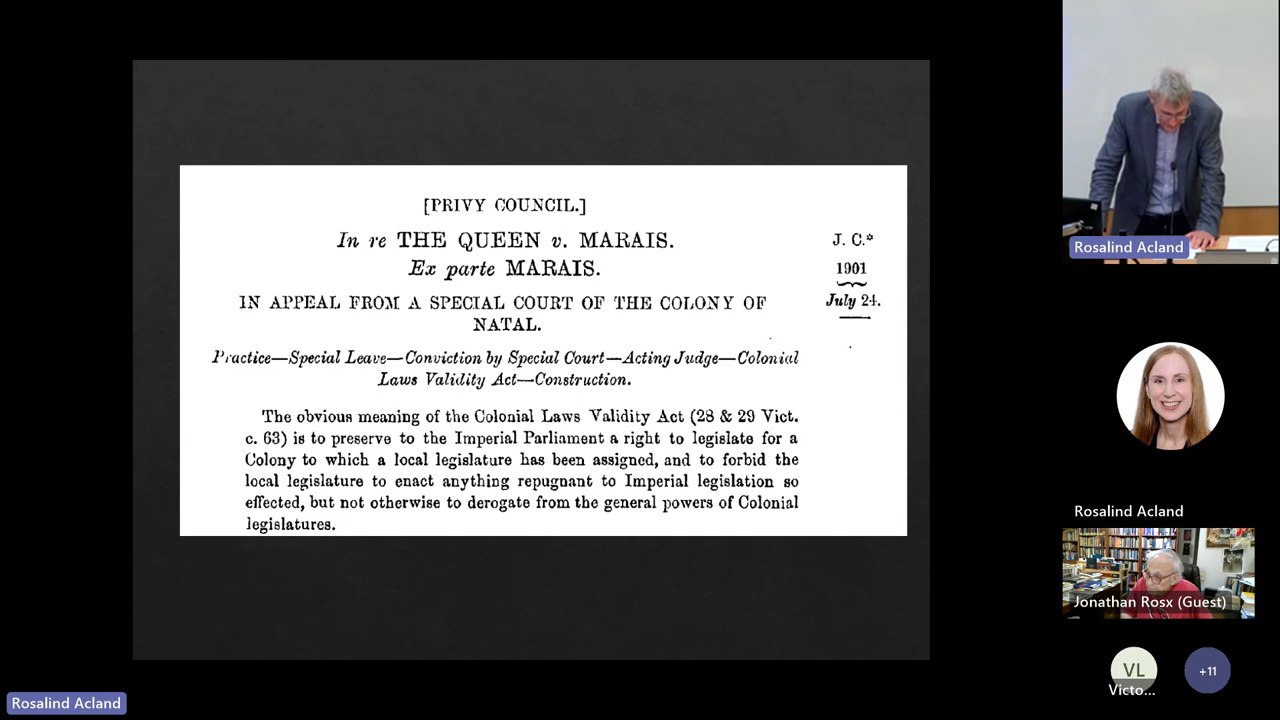 [PRIVY COUNCIL.]
In re THE QUEEN v. MARAIS.
Ex parte MARAIS.
IN APPEAL FROM A SPECIAL COURT OF THE COLONY OF
NATAL.
J. C.*
1901
July 24.
Practice—Special Leave—Conviction by Special Court—Acting Judge—Colonial
Laws Validity Act—Construction.
The obvious meaning of the Colonial Laws Validity Act (28 & 29 Vict.
c. 63) is to preserve to the Imperial Parliament a right to legislate for a
Colony to which a local legislature has been assigned, and to forbid the
local legislature to enact anything repugnant to Imperial legislation so
effected, but not otherwise to derogate from the general powers of Colonial
legislatures.
Rosalind Acland
Rosalind Acland
Jonathan Rosx (Guest)
VL
Victo...
+11
Rosalind Acland